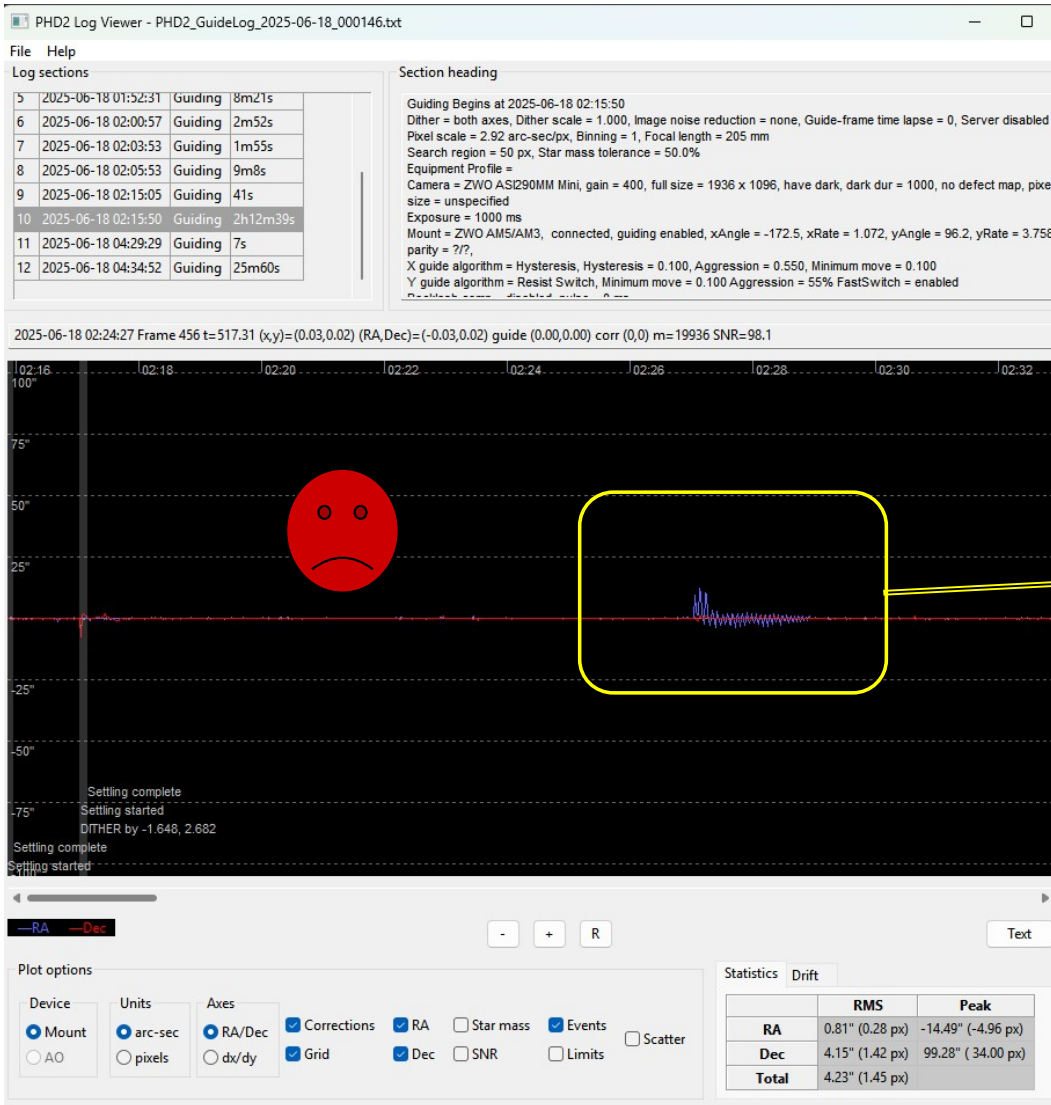 PHD2 Log Viewer - PHD2_GuideLog_2025-06-18_000146.txt
File Help
Log sections
5 2025-06-18 01:52:31 Guiding 8m21s
6 2025-06-18 02:00:57 Guiding 2m52s
7 2025-06-18 02:03:53 Guiding 1m55s
8 2025-06-18 02:05:53 Guiding 9m8s
9 2025-06-18 02:15:05 Guiding 41s
10 2025-06-18 02:15:50 Guiding 2h12m39s
11 2025-06-18 04:29:29 Guiding 7s
12 2025-06-18 04:34:52 Guiding 25m60s
Section heading
Guiding Begins at 2025-06-18 02:15:50
Dither = both axes, Dither scale = 1.000, Image noise reduction = none, Guide-frame time lapse = 0, Server disabled
Pixel scale = 2.92 arc-sec/px, Binning = 1, Focal length = 205 mm
Search region = 50 px, Star mass tolerance = 50.0%
Equipment Profile =
Camera = ZWO ASI290MM Mini, gain = 400, full size = 1936 x 1096, have dark, dark dur = 1000, no defect map, pixe
size = unspecified
Exposure = 1000 ms
Mount = ZWO AM5/AM3, connected, guiding enabled, xAngle = -172.5, xRate = 1.072, yAngle = 96.2, yRate = 3.758
parity = ?/?,
X guide algorithm = Hysteresis, Hysteresis = 0.100, Aggression = 0.550, Minimum move = 0.100
Y guide algorithm = Resist Switch, Minimum move = 0.100 Aggression = 55% FastSwitch = enabled
2025-06-18 02:24:27 Frame 456 t=517.31 (x,y)=(0.03,0.02) (RA,Dec)=(-0.03,0.02) guide (0.00,0.00) corr (0,0) m=19936 SNR=98.1
02:16 02:18 02:20 02:22 02:24 02:26 02:28 02:30 02:32
100"
75"
50"
25"
-25"
-50"
-75"
-100"
Settling complete
Settling started
DITHER by -1.648, 2.682
Settling complete
Settling started
RA Dec
- + R Text
Plot options
Device Units Axes
Mount arc-sec RA/Dec Corrections RA Star mass Events
AO pixels dx/dy Grid Dec SNR Limits Scatter
Statistics Drift
RMS Peak
RA 0.81" (0.28 px) -14.49" (-4.96 px)
Dec 4.15" (1.42 px) 99.28" ( 34.00 px)
Total 4.23" (1.45 px)